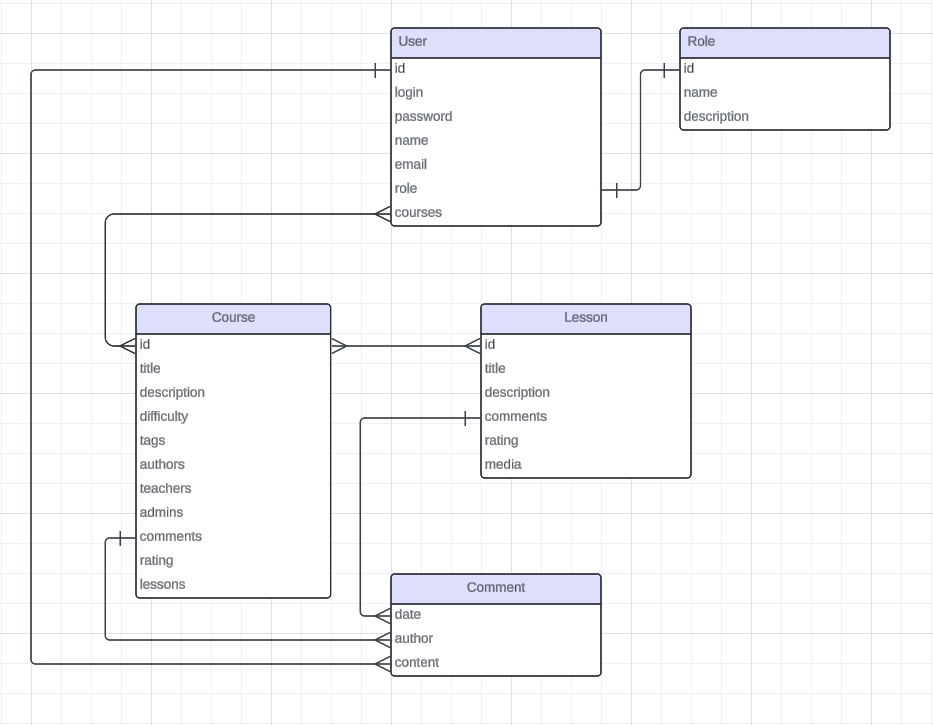 User
id
login
password
name
email
role
courses
Role
id
name
description
Course
id
title
description
difficulty
tags
authors
teachers
admins
comments
rating
lessons
Lesson
id
title
description
comments
rating
media
Comment
date
author
content